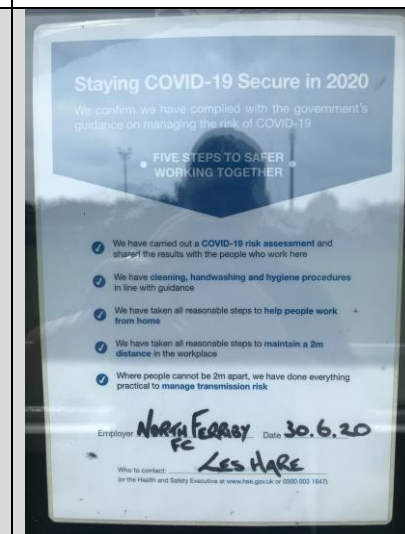 Staying COVID-19 Secure in 2020
We confirm we have complied with the government's
guidance on managing the risk of COVID-19
FIVE STEPS TO SAFER
WORKING TOGETHER
We have carried out a COVID-19 risk assessment and
shared the results with the people who work here
We have cleaning, handwashing and hygiene procedures
in line with guidance
We have taken all reasonable steps to help people work
from home
We have taken all reasonable steps to maintain a 2m
distance in the workplace
Where people cannot be 2m apart, we have done everything
practical to manage transmission risk
Employer NORTH FERRIBY Date 30.6.20
FC
Who to contact: LES HARE
(or the Health and Safety Executive at www.hse.gov.uk or 0300 003 1647)